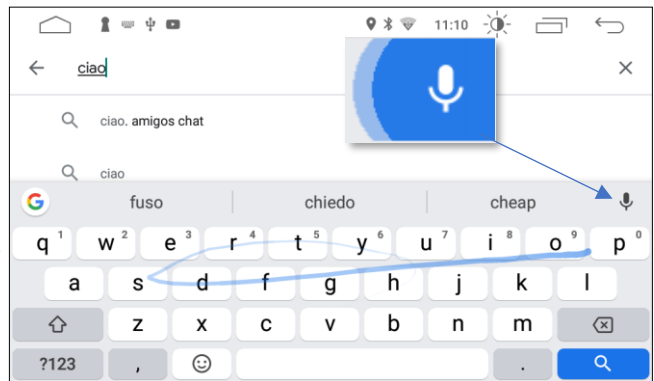 11:10
ciao
ciao. amigos chat
ciao
G fuso chiedo cheap
q 1 w 2 e 3 r 4 t 5 y 6 u 7 i 8 o 9 p 0
a s d f g h j k l
z x c v b n m
?123 , .